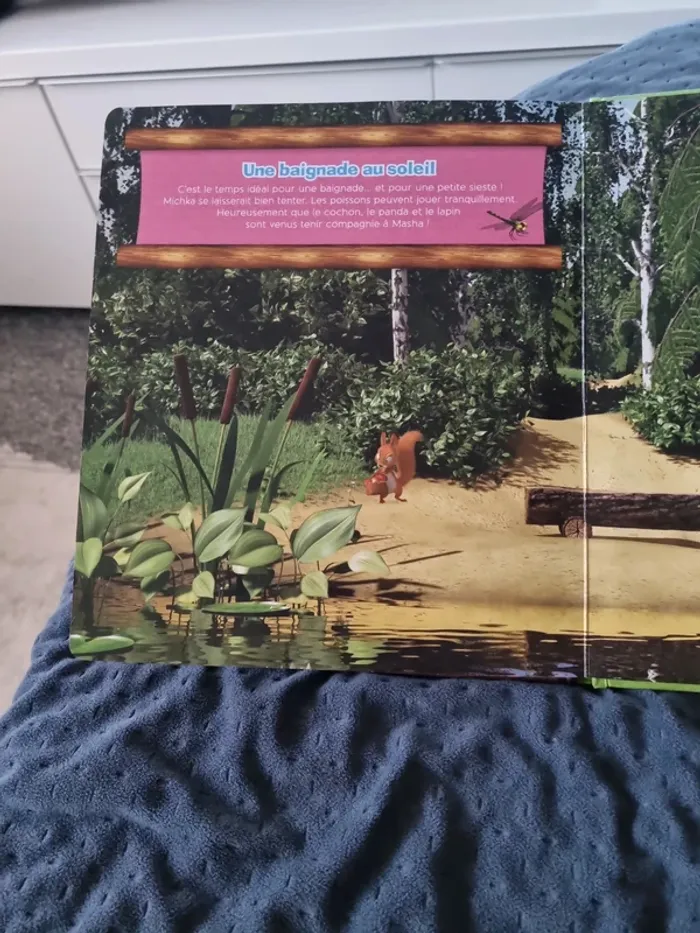 Une baignade au soleil
C'est le temps idéal pour une baignade... et pour une petite sieste !
Michka se laisserait bien tenter. Les poissons peuvent jouer tranquillement.
Heureusement que le cochon, le panda et le lapin
sont venus tenir compagnie à Masha !